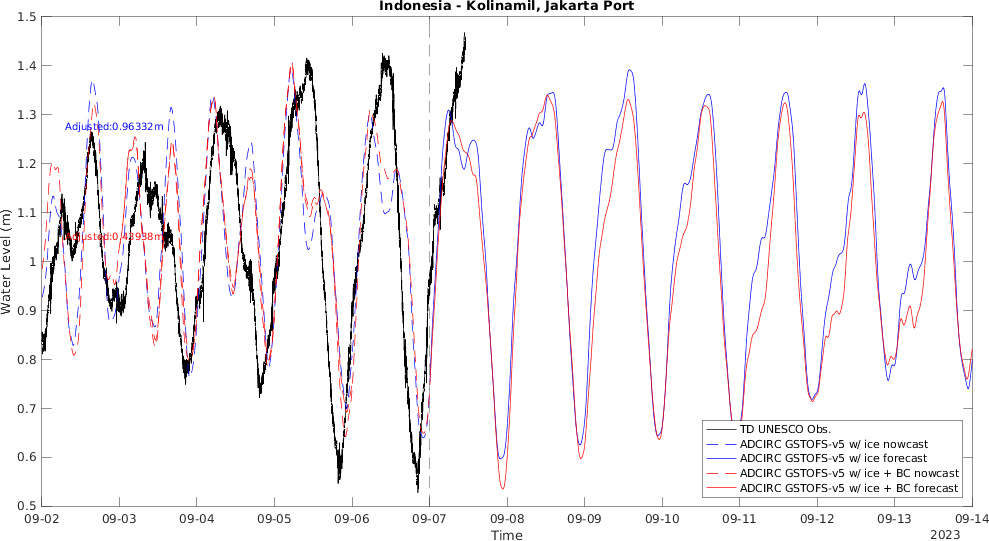 Indonesia - Kolinamil, Jakarta Port
1.5
1.4
1.3
1.2
1.1
1
0.9
0.8
0.7
0.6
0.5
Water Level (m)
Adjusted:0.96332m
Adjusted:0.43938m
TD UNESCO Obs.
ADCIRC GSTOFS-v5 w/ ice nowcast
ADCIRC GSTOFS-v5 w/ ice forecast
ADCIRC GSTOFS-v5 w/ ice + BC nowcast
ADCIRC GSTOFS-v5 w/ ice + BC forecast
09-02 09-03 09-04 09-05 09-06 09-07 09-08 09-09 09-10 09-11 09-12 09-13 09-14
Time
2023